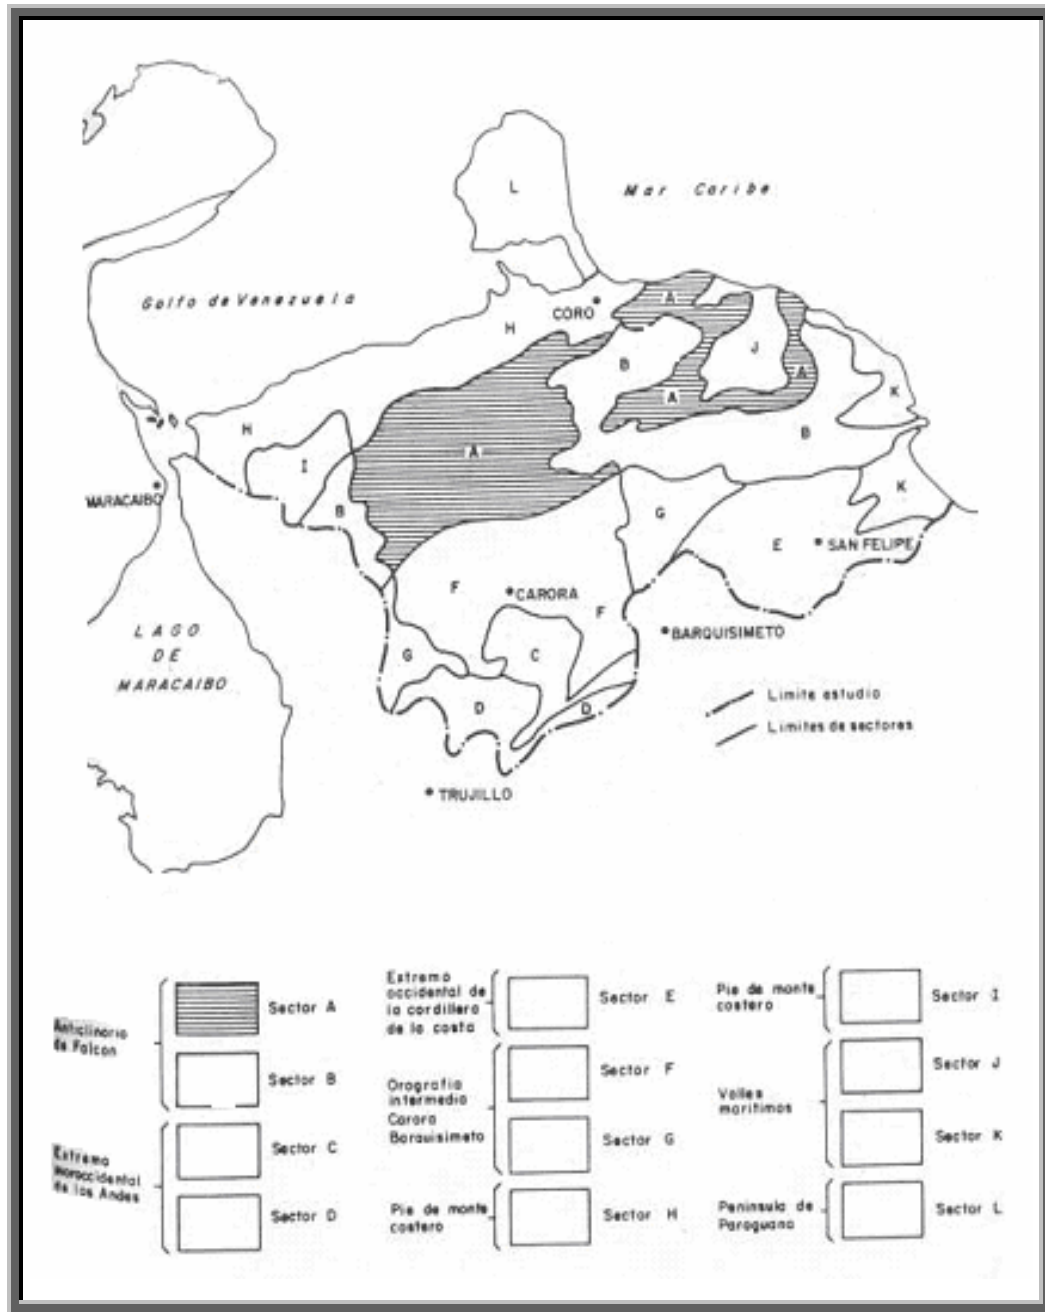 L
Mar Caribe
Golfo de Venezuela
A
CORO
H
J
B
A
K
A
H
A
B
I
MARACAIBO
B
G
K
E
SAN FELIPE
F
CARORA
F
BARQUISIMETO
LAGO
DE
MARACAIBO
G
C
D
D
Limite estudio
Limites de sectores
TRUJILLO
Anticlinorio
de Falcon
Sector A
Sector B
Extremo
noroccidental
de los Andes
Sector C
Sector D
Extremo
occidental de
la cordillera
de la costa
Sector E
Orografia
intermedio
Carora
Barquisimeto
Sector F
Sector G
Pie de monte
costero
Sector H
Pie de monte
costero
Sector I
Valles
maritimos
Sector J
Sector K
Peninsula de
Paraguana
Sector L